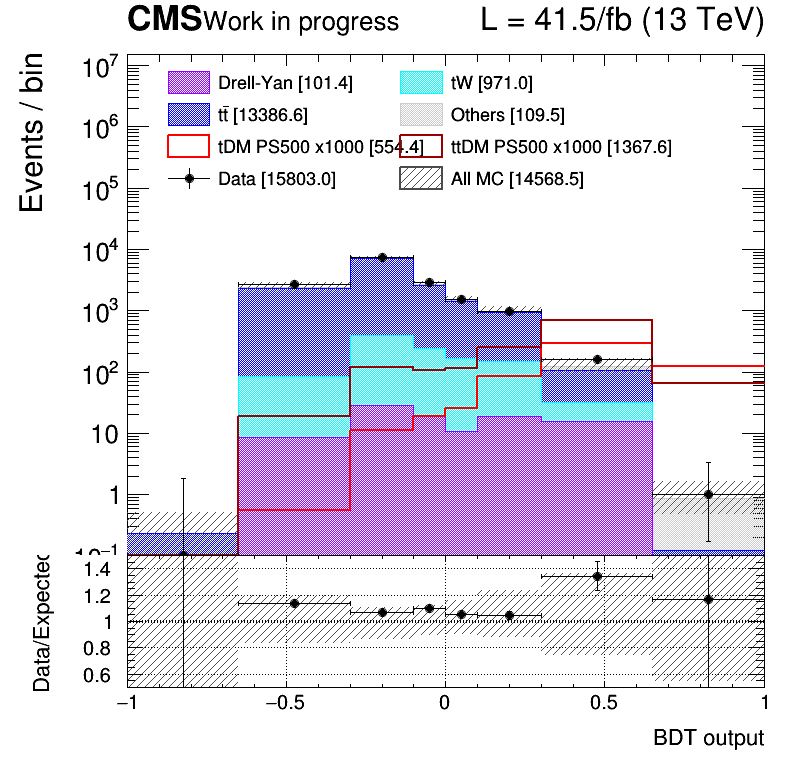 CMS Work in progress L = 41.5/fb (13 TeV)
Events / bin
10⁷
10⁶
10⁵
10⁴
10³
10²
10
1
10⁻¹
Drell-Yan [101.4] tW [971.0]
tt̄ [13386.6] Others [109.5]
tDM PS500 x1000 [554.4] ttDM PS500 x1000 [1367.6]
Data [15803.0] All MC [14568.5]
Data/Expected
1.4
1.2
1
0.8
0.6
−1 −0.5 0 0.5 1
BDT output